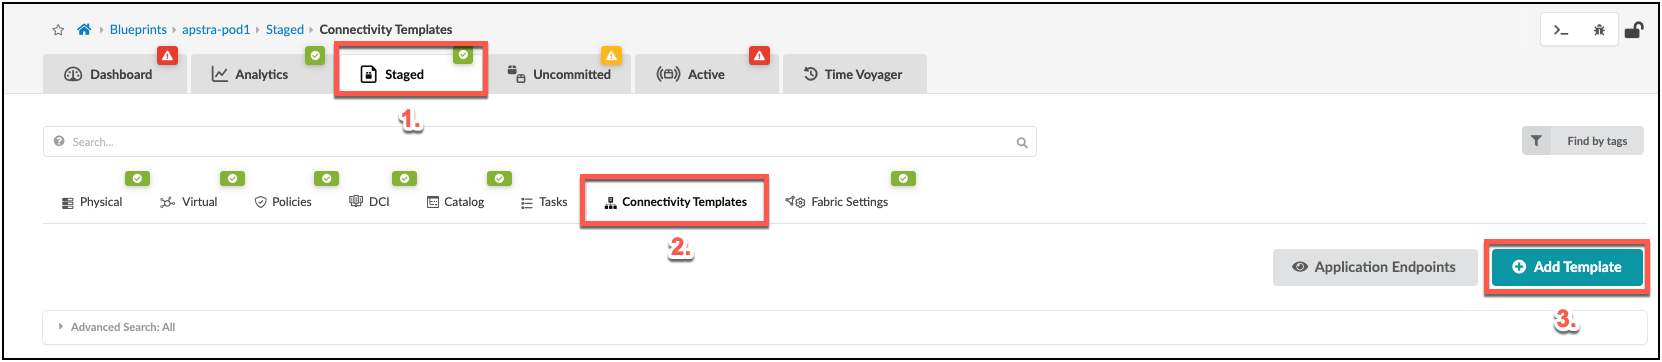 Blueprints › apstra-pod1 › Staged › Connectivity Templates
Dashboard Analytics Staged Uncommitted Active Time Voyager
1.
Search...
Find by tags
Physical Virtual Policies DCI Catalog Tasks Connectivity Templates Fabric Settings
2.
Application Endpoints Add Template
3.
Advanced Search: All